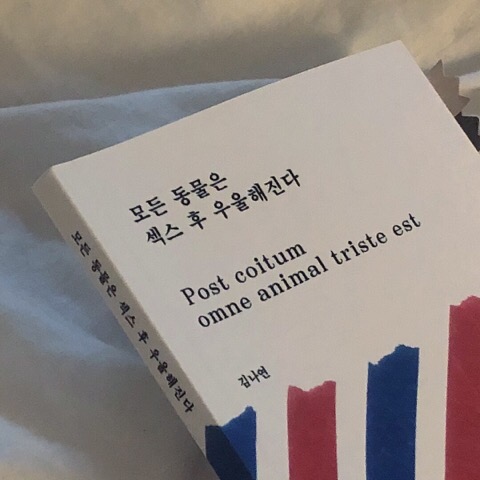 모든 동물은
섹스 후 우울해진다
Post coitum
omne animal triste est
김나연
모든 동물은 섹스 후 우울해진다